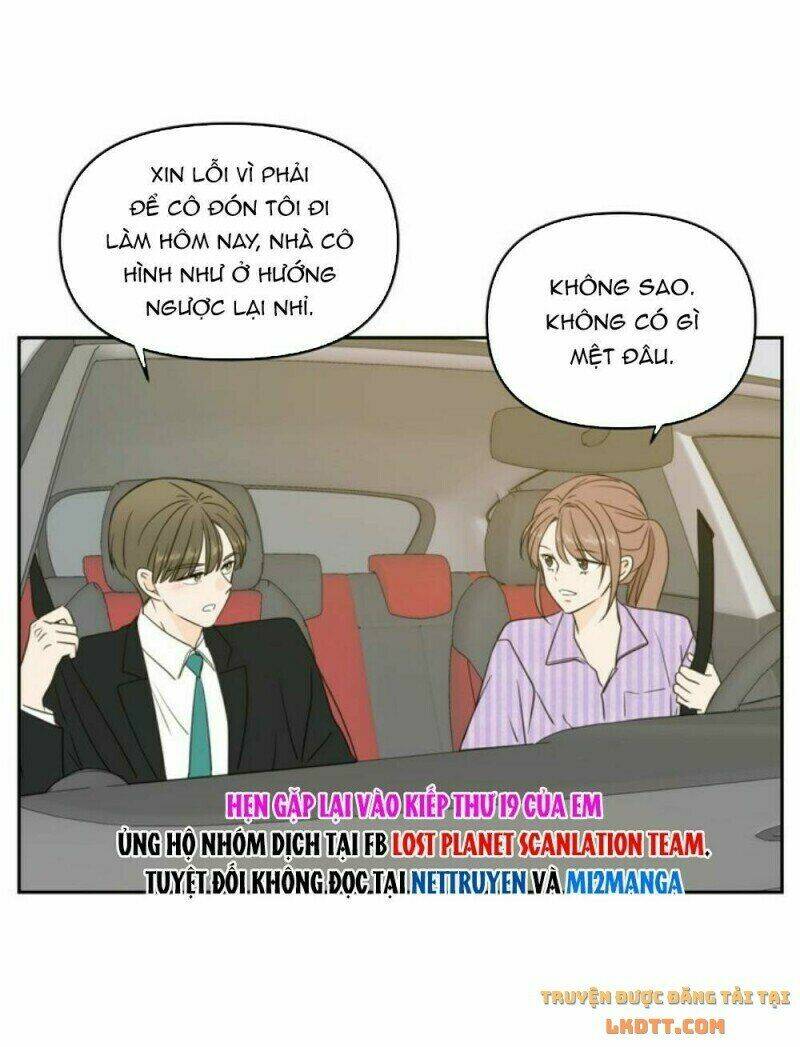 XIN LỖI VÌ PHẢI
ĐỂ CÔ ĐÓN TÔI ĐI
LÀM HÔM NAY, NHÀ CÔ
HÌNH NHƯ Ở HƯỚNG
NGƯỢC LẠI NHỈ.
KHÔNG SAO.
KHÔNG CÓ GÌ
MỆT ĐÂU.
HẸN GẶP LẠI VÀO KIẾP THƯ 19 CỦA EM
ỦNG HỘ NHÓM DỊCH TẠI FB LOST PLANET SCANLATION TEAM.
TUYỆT ĐỐI KHÔNG ĐỌC TẠI NETTRUYEN VÀ MI2MANGA
TRUYỆN ĐƯỢC ĐĂNG TẢI TẠI
LKDTT.COM